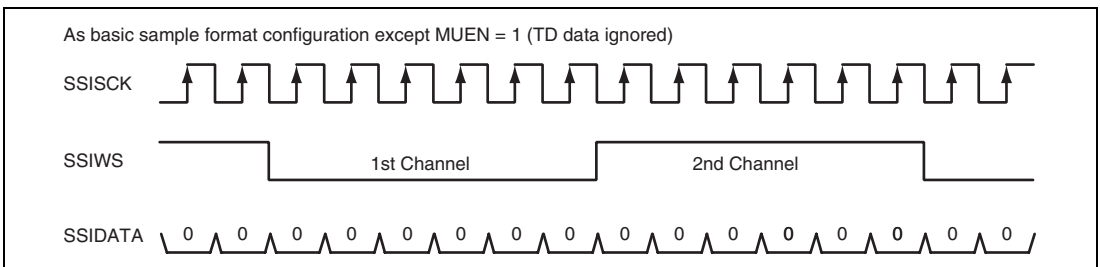 As basic sample format configuration except MUEN = 1 (TD data ignored)
SSISCK
SSIWS 1st Channel 2nd Channel
SSIDATA 0 0 0 0 0 0 0 0 0 0 0 0 0 0 0 0